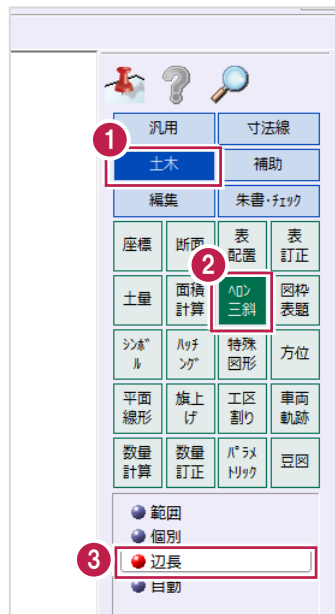 汎用 寸法線
1
土木 補助
編集 朱書・ﾁｪｯｸ
座標 断面 表配置 表訂正
2
土量 面積計算 ﾍﾛﾝ三斜 図枠表題
ｼﾝﾎﾞﾙ ﾊｯﾁﾝｸﾞ 特殊図形 方位
平面線形 旗上げ 工区割り 車両軌跡
数量計算 数量訂正 ﾊﾟﾗﾒﾄﾘｯｸ 豆図
範囲
個別
3 辺長
自動